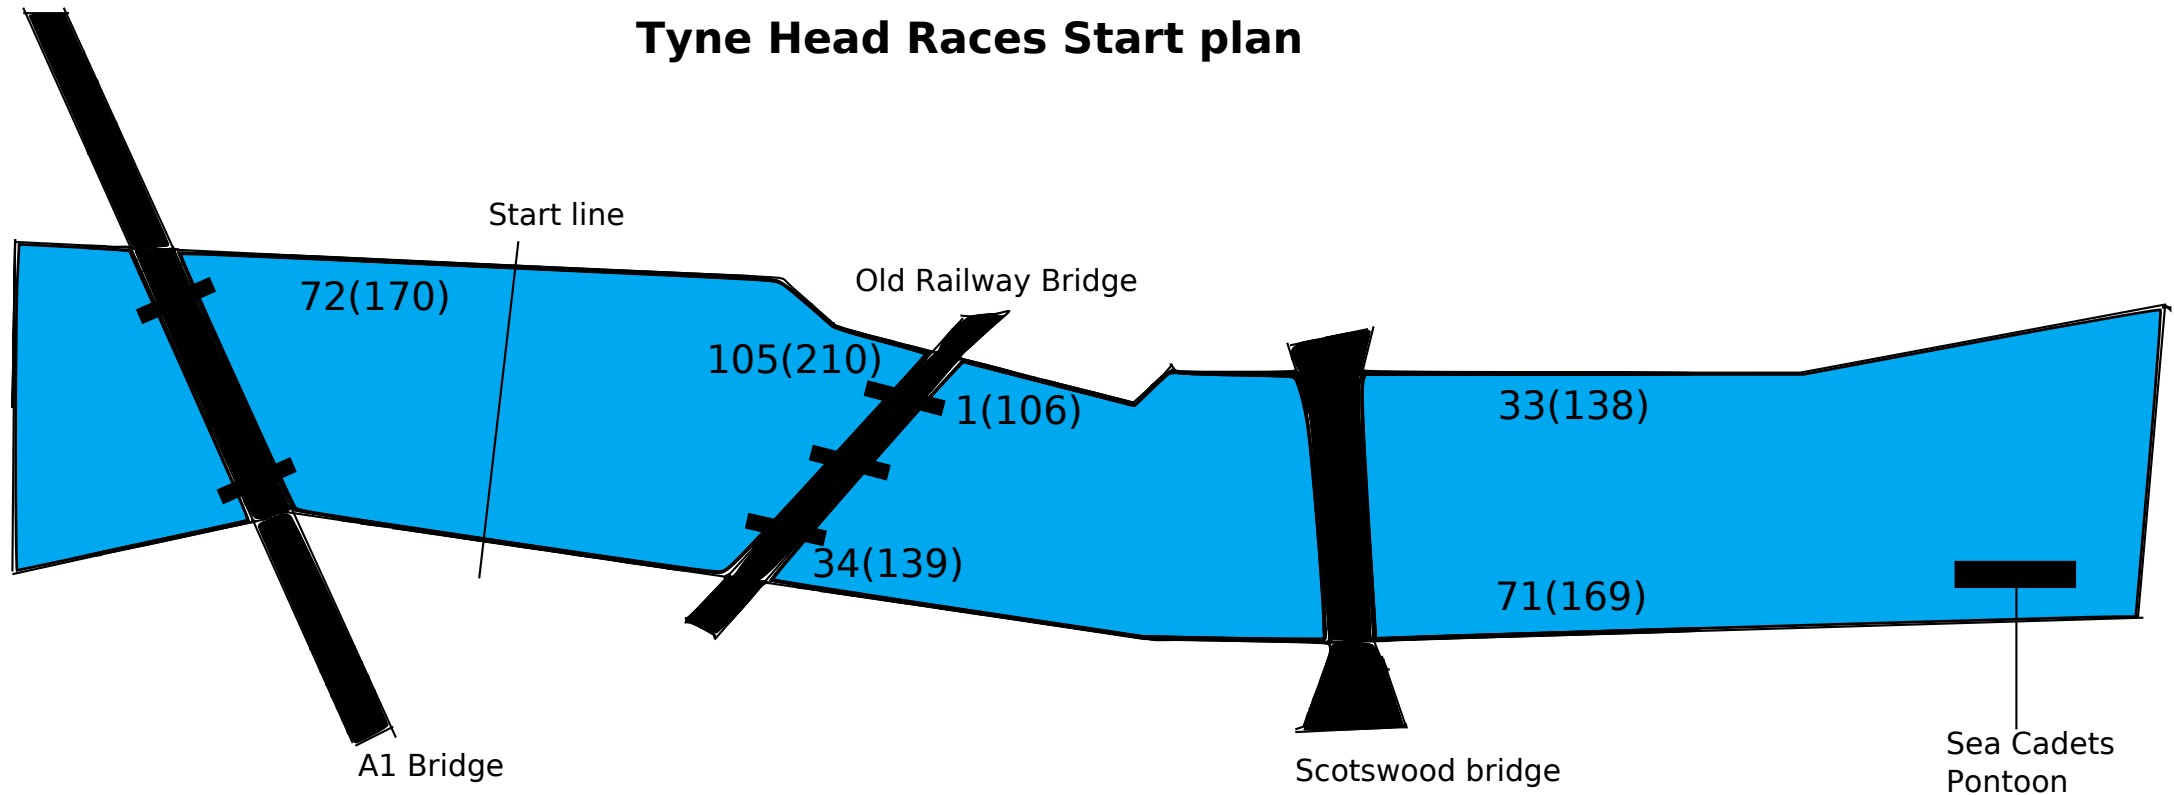 Tyne Head Races Start plan
Start line
Old Railway Bridge
72(170)
105(210)
1(106)
33(138)
34(139)
71(169)
A1 Bridge
Scotswood bridge
Sea Cadets
Pontoon